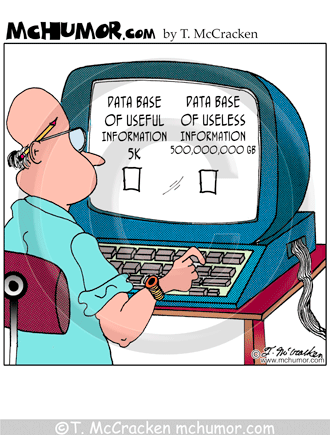 McHUMOR.com by T. McCracken
DATA BASE
OF USEFUL
INFORMATION
5K
DATA BASE
OF USELESS
INFORMATION
500,000,000 GB
© T. McCracken
© www.mchumor.com
©T. McCracken mchumor.com